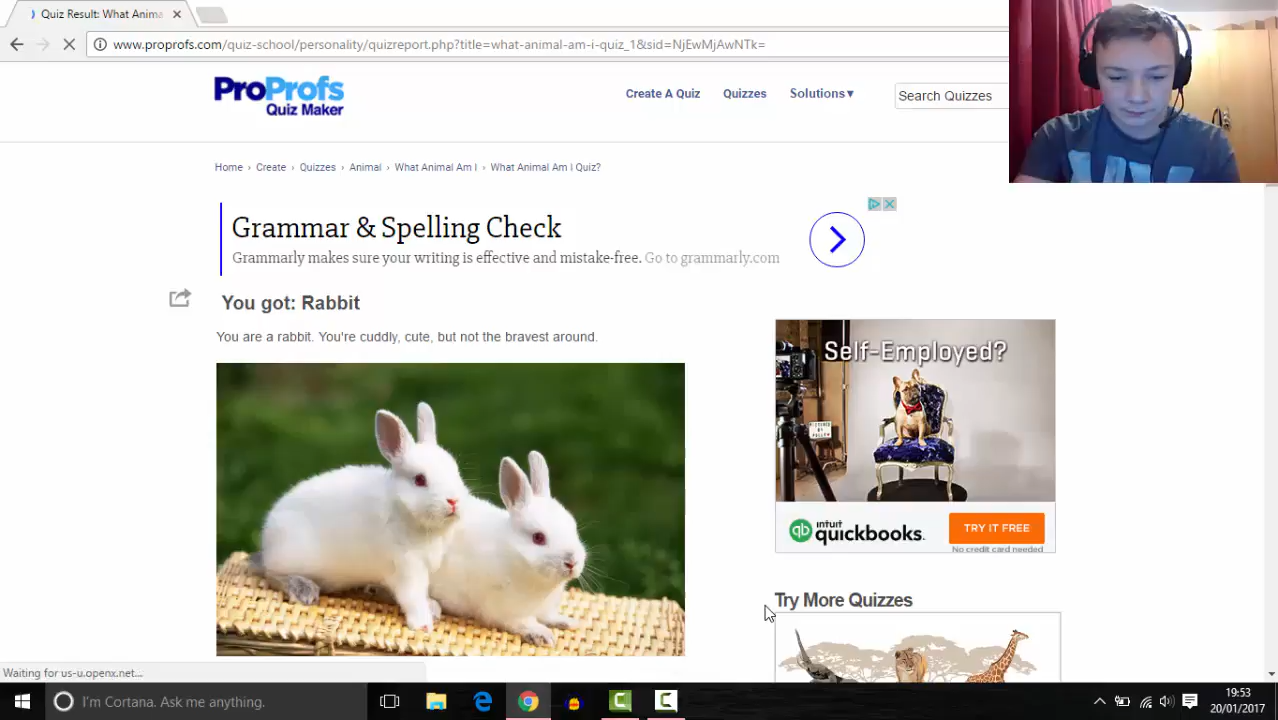 Quiz Result: What Anima
www.proprofs.com/quiz-school/personality/quizreport.php?title=what-animal-am-i-quiz_1&sid=NjEwMjAwNTk=
ProProfs
Quiz Maker
Create A Quiz
Quizzes
Solutions▼
Search Quizzes
Home › Create › Quizzes › Animal › What Animal Am I › What Animal Am I Quiz?
Grammar & Spelling Check
Grammarly makes sure your writing is effective and mistake-free. Go to grammarly.com
You got: Rabbit
You are a rabbit. You're cuddly, cute, but not the bravest around.
Self-Employed?
intuit
qb quickbooks.
TRY IT FREE
No credit card needed
Try More Quizzes
Waiting for us-u.openx.net...
I'm Cortana. Ask me anything.
19:53
20/01/2017